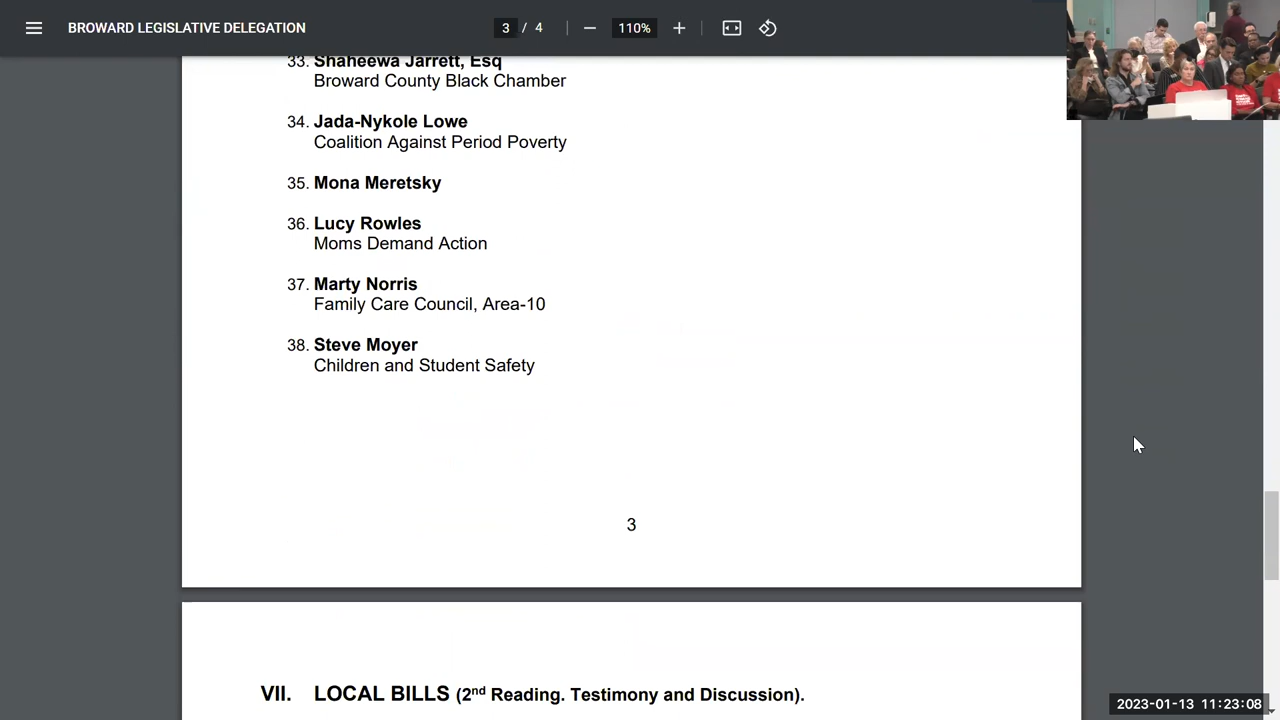 BROWARD LEGISLATIVE DELEGATION
3 / 4
110%
33. Shaheewa Jarrett, Esq
Broward County Black Chamber
34. Jada-Nykole Lowe
Coalition Against Period Poverty
35. Mona Meretsky
36. Lucy Rowles
Moms Demand Action
37. Marty Norris
Family Care Council, Area-10
38. Steve Moyer
Children and Student Safety
3
VII. LOCAL BILLS (2nd Reading. Testimony and Discussion).
2023-01-13 11:23:08